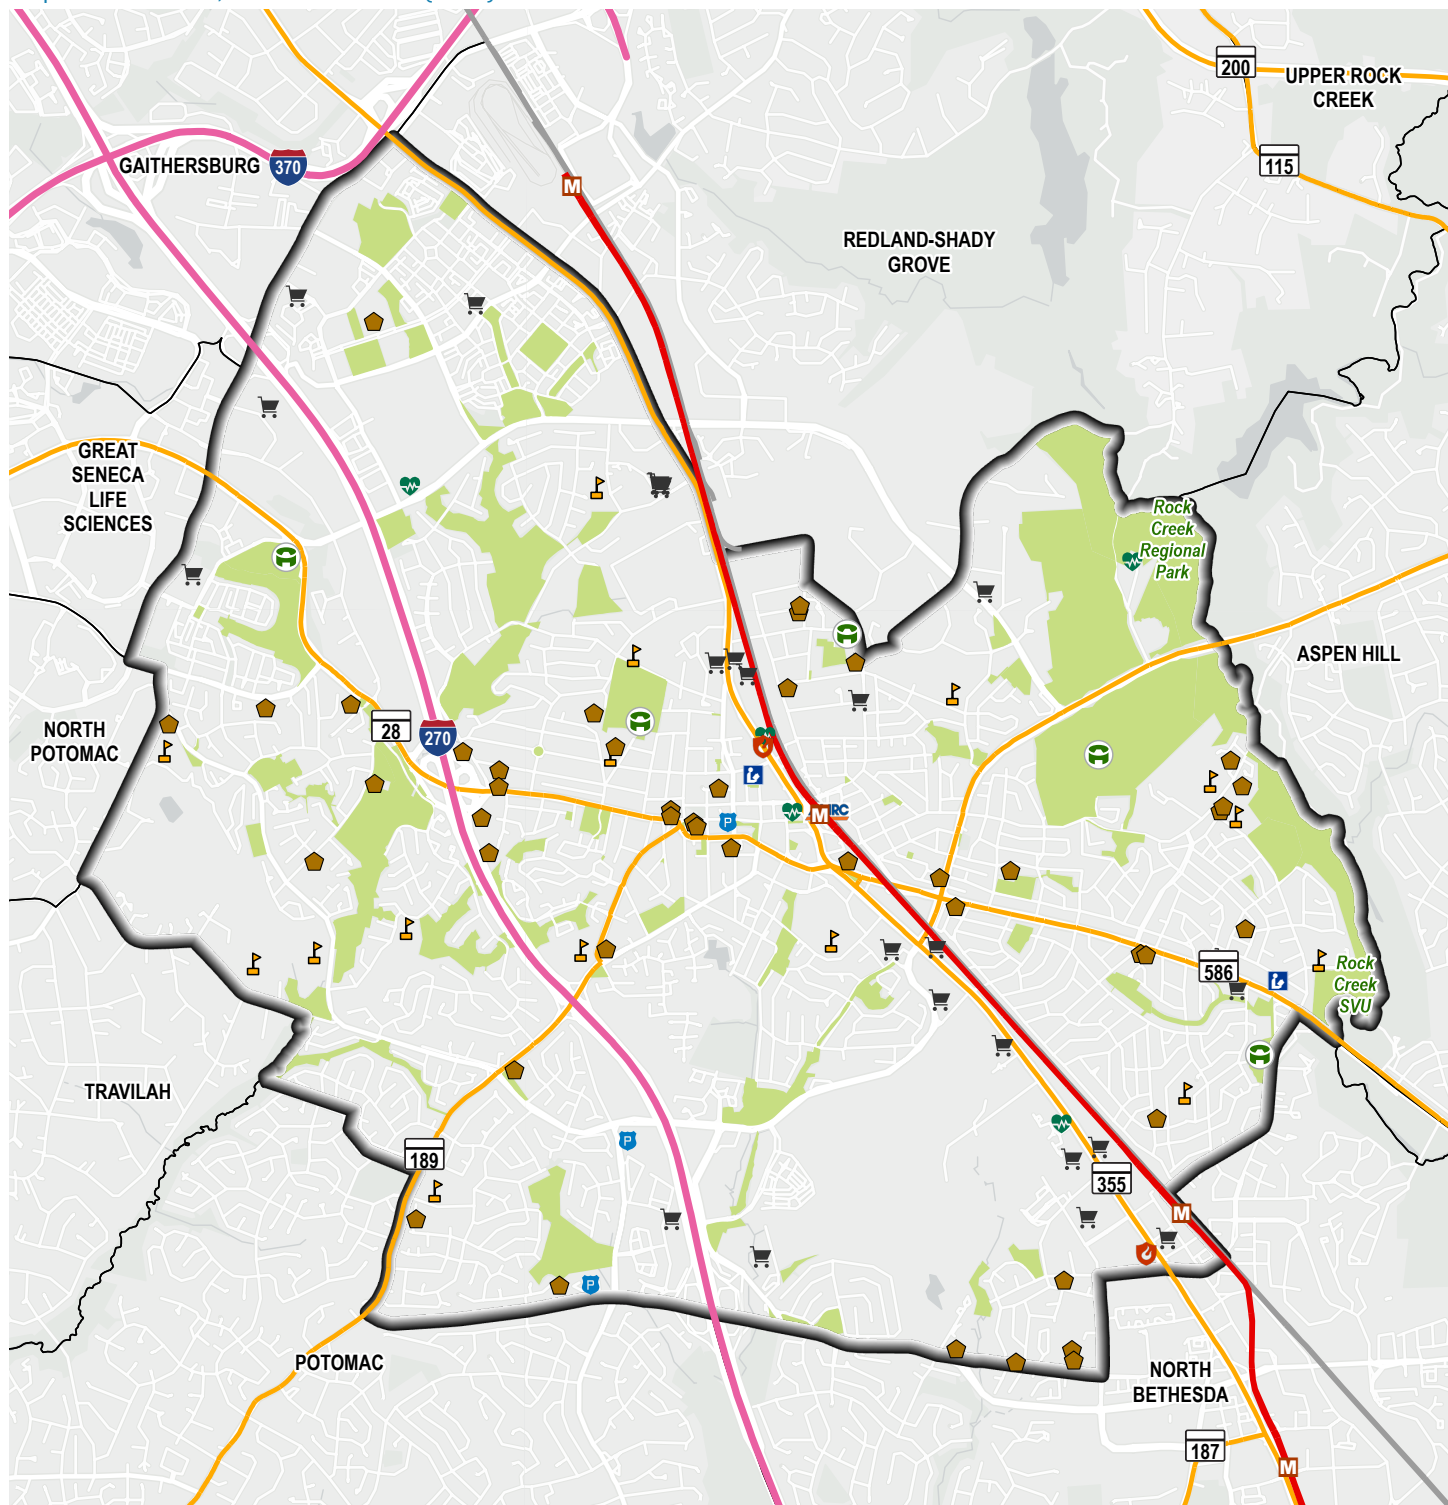 200
UPPER ROCK
CREEK
115
GAITHERSBURG
370
M
REDLAND-SHADY
GROVE
GREAT
SENECA
LIFE
SCIENCES
Rock
Creek
Regional
Park
ASPEN HILL
NORTH
POTOMAC
28
270
P
M
RC
586
Rock
Creek
SVU
TRAVILAH
189
P
355
M
P
POTOMAC
NORTH
BETHESDA
187
M